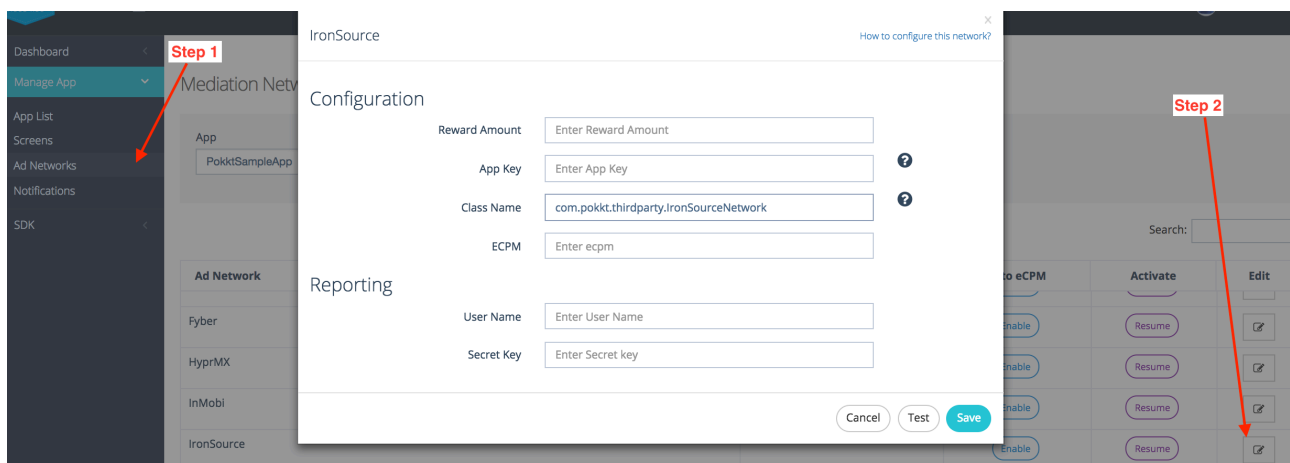 IronSource
x
How to configure this network?
Dashboard
Step 1
Manage App
Mediation Netw
Configuration
App List
Step 2
Screens
App
Reward Amount
Enter Reward Amount
Ad Networks
PokktSampleApp
App Key
Enter App Key
?
Notifications
Class Name
com.pokkt.thirdparty.IronSourceNetwork
?
SDK
Search:
ECPM
Enter ecpm
Ad Network
to eCPM
Activate
Edit
Reporting
Fyber
User Name
Enter User Name
Enable
Resume
HyprMX
Secret Key
Enter Secret key
Enable
Resume
InMobi
Enable
Resume
Cancel
Test
Save
IronSource
Enable
Resume